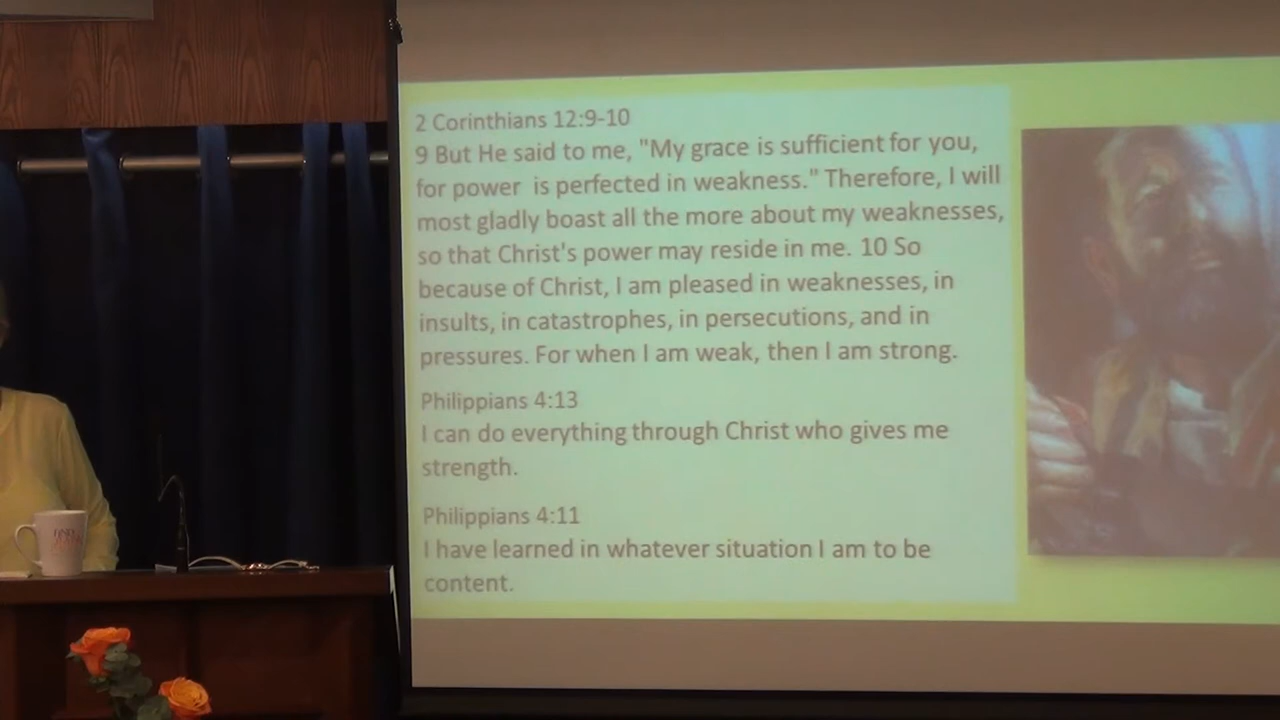 2 Corinthians 12:9-10
9 But He said to me, "My grace is sufficient for you,
for power is perfected in weakness." Therefore, I will
most gladly boast all the more about my weaknesses,
so that Christ's power may reside in me. 10 So
because of Christ, I am pleased in weaknesses, in
insults, in catastrophes, in persecutions, and in
pressures. For when I am weak, then I am strong.
Philippians 4:13
I can do everything through Christ who gives me
strength.
Philippians 4:11
I have learned in whatever situation I am to be
content.